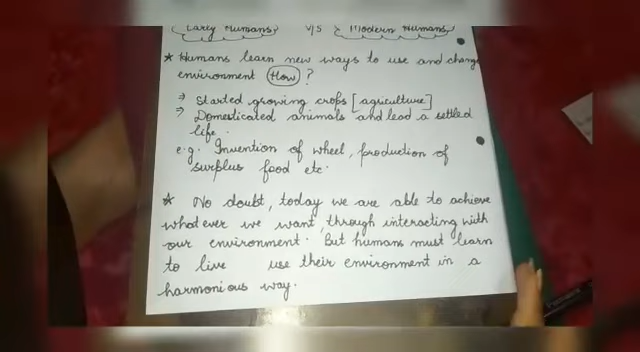 Early Humans V/S Modern Humans
* Humans learn new ways to use and change
environment (How) ?
⇒ Started growing crops [agriculture]
⇒ Domesticated animals and lead a settled
life.
e.g. Invention of wheel, production of
surplus food etc.
* No doubt, today we are able to achieve
whatever we want, through interacting with
our environment. But humans must learn
to live use their environment in a
harmonious way.